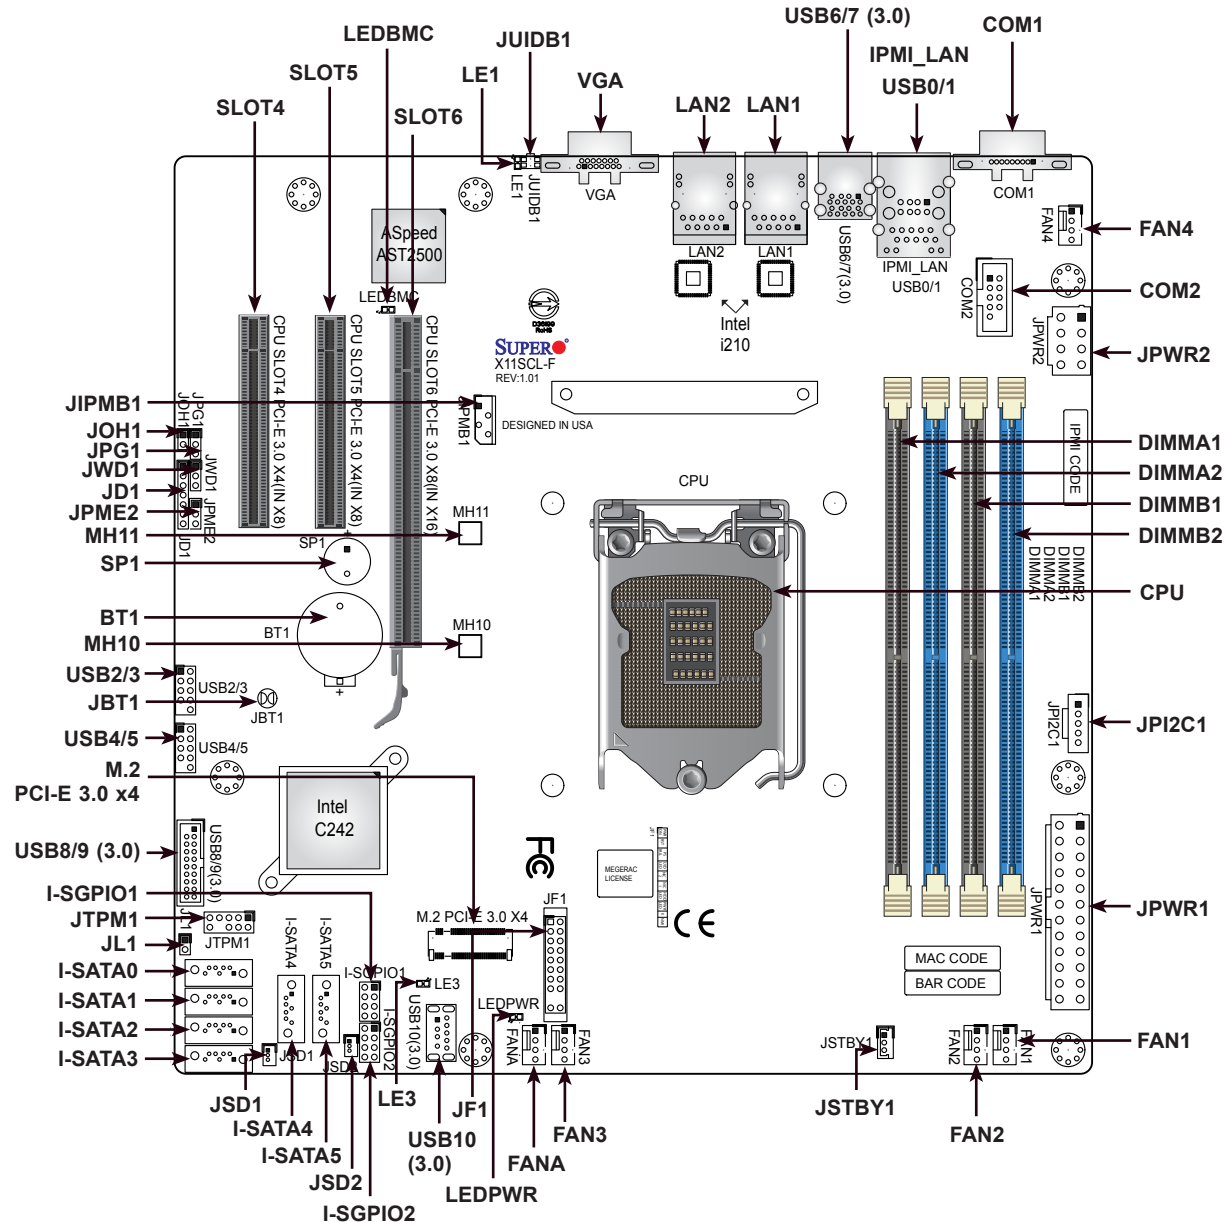 USB6/7 (3.0)
COM1
LEDBMC
JUIDB1
IPMI_LAN
USB0/1
SLOT5
LE1
VGA
LAN2
LAN1
SLOT4
SLOT6
LE1
JUIDB1
VGA
LAN2
LAN1
USB6/7(3.0)
IPMI_LAN
USB0/1
COM1
FAN4
FAN4
ASpeed
AST2500
LEDBMC
COM2
COM2
Intel
i210
SUPER
X11SCL-F
REV:1.01
JPWR2
JPWR2
CPU SLOT4 PCI-E 3.0 X4(IN X8)
CPU SLOT5 PCI-E 3.0 X4(IN X8)
CPU SLOT6 PCI-E 3.0 X8(IN X16)
JIPMB1
JIPMB1
DESIGNED IN USA
JOH1
JPG1
JOH1
JPG1
JWD1
JWD1
JD1
JD1
JPME2
JPME2
IPMI CODE
DIMMA1
DIMMA2
DIMMB1
DIMMB2
CPU
MH11
MH11
SP1
SP1
DIMMB2
DIMMB1
DIMMA2
DIMMA1
CPU
BT1
BT1
MH10
MH10
USB2/3
USB2/3
JBT1
JBT1
USB4/5
USB4/5
JPI2C1
JPI2C1
M.2
PCI-E 3.0 x4
Intel
C242
USB8/9 (3.0)
USB8/9(3.0)
MEGERAC
LICENSE
JF1
I-SGPIO1
JTPM1
JTPM1
JL1
JL1
M.2 PCI-E 3.0 X4
JF1
JPWR1
JPWR1
I-SATA0
I-SATA1
I-SATA2
I-SATA3
I-SATA4
I-SATA5
I-SGPIO1
I-SGPIO2
LE3
USB10(3.0)
LEDPWR
FANA
FAN3
MAC CODE
BAR CODE
JSTBY1
FAN2
FAN1
FAN1
JSD1
JSD1
I-SATA4
I-SATA5
JSD2
I-SGPIO2
LE3
JF1
USB10
(3.0)
LEDPWR
FANA
FAN3
JSTBY1
FAN2